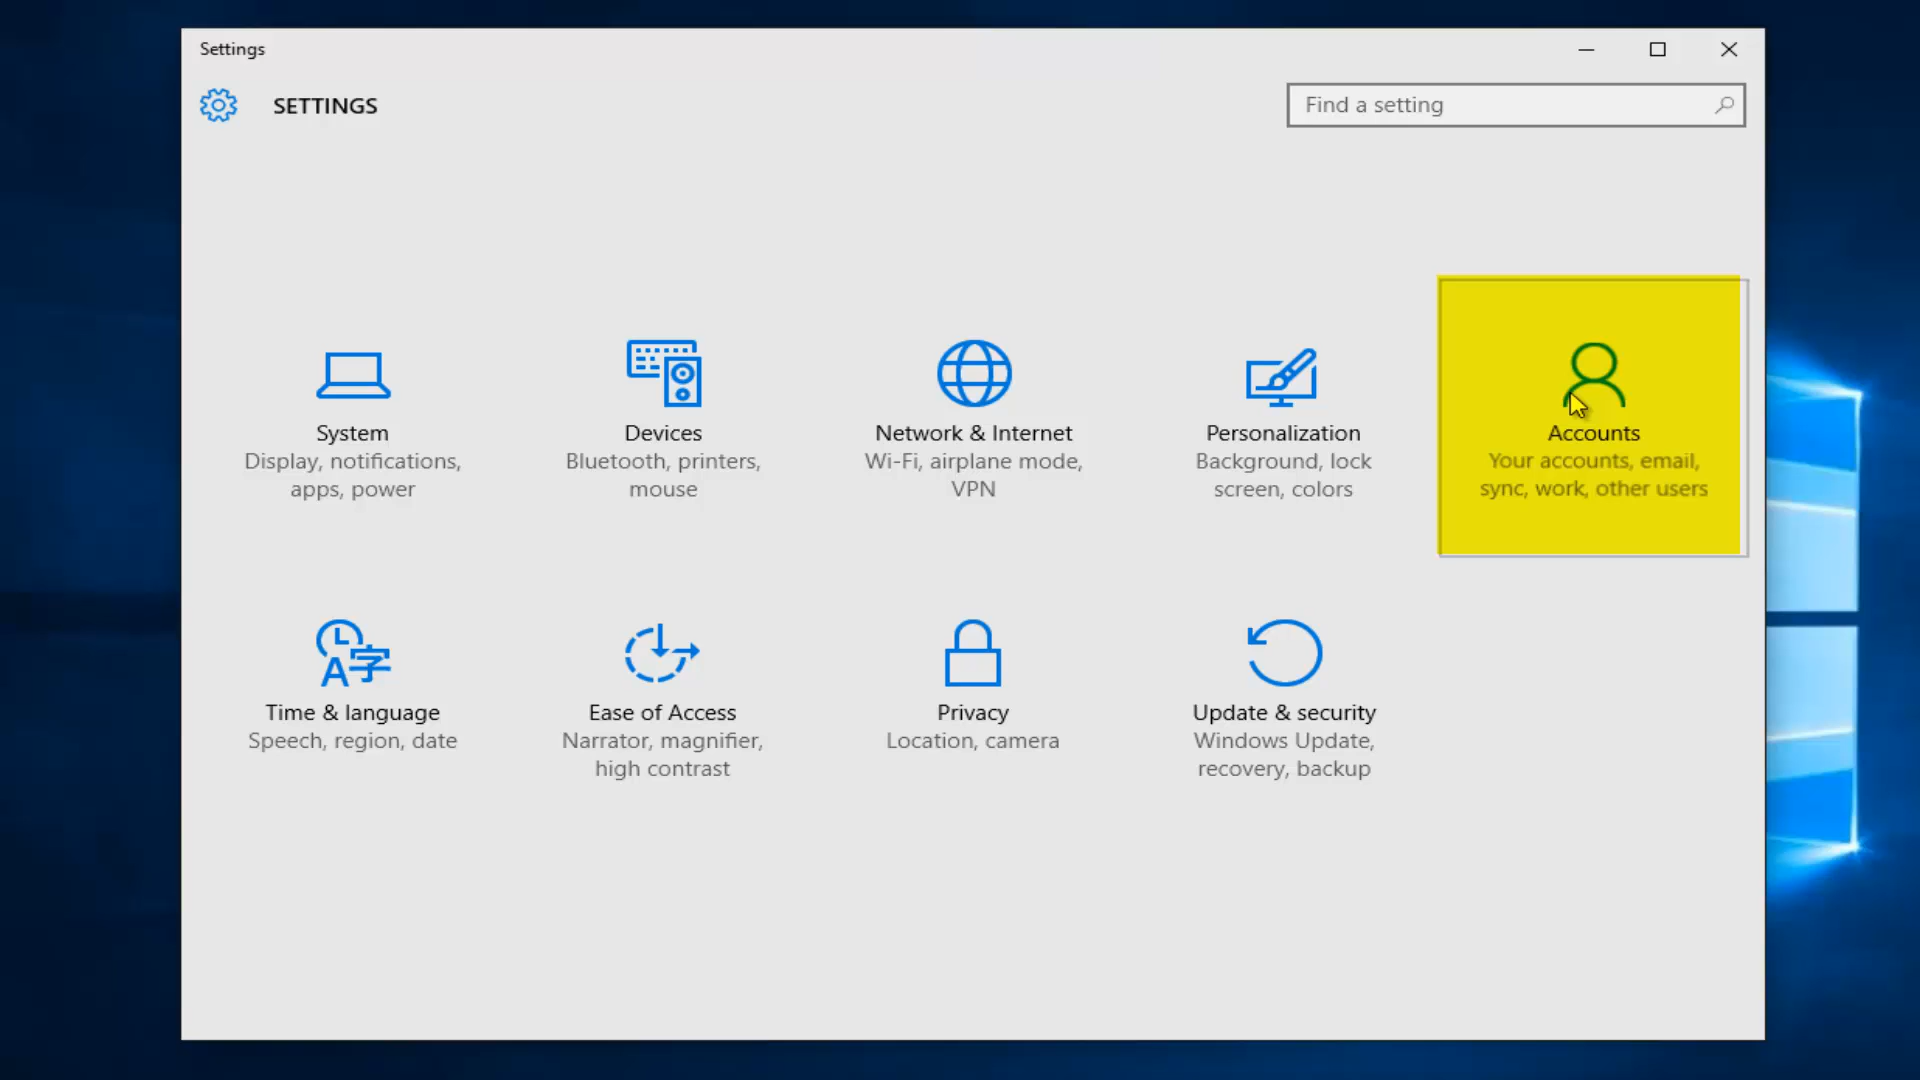 Settings
SETTINGS
Find a setting
System
Display, notifications,
apps, power
Devices
Bluetooth, printers,
mouse
Network & Internet
Wi-Fi, airplane mode,
VPN
Personalization
Background, lock
screen, colors
Accounts
Your accounts, email,
sync, work, other users
Time & language
Speech, region, date
Ease of Access
Narrator, magnifier,
high contrast
Privacy
Location, camera
Update & security
Windows Update,
recovery, backup